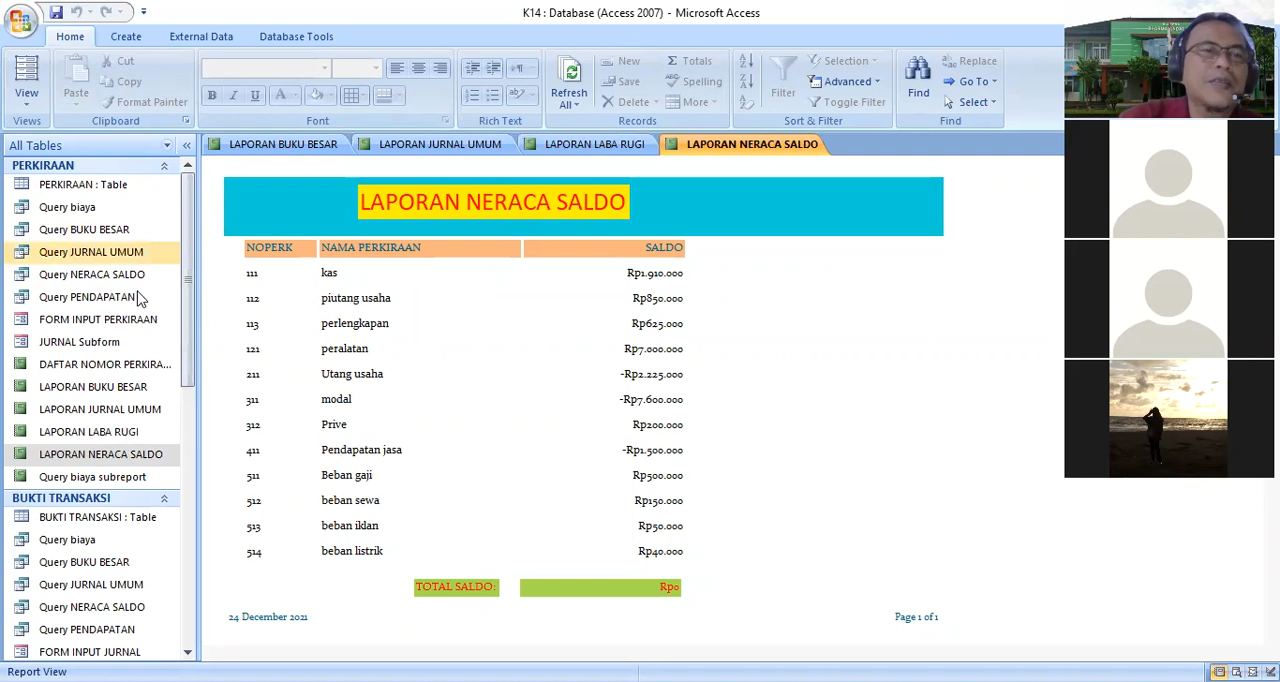 K14 : Database (Access 2007) - Microsoft Access
Home Create External Data Database Tools
View
Views
Paste
Cut
Copy
Format Painter
Clipboard
B I U A
Font
Rich Text
Refresh All
New
Save
Delete
Totals
Spelling
More
Records
Filter
Selection
Advanced
Toggle Filter
Sort & Filter
Find
Replace
Go To
Select
Find
All Tables
PERKIRAAN
PERKIRAAN : Table
Query biaya
Query BUKU BESAR
Query JURNAL UMUM
Query NERACA SALDO
Query PENDAPATAN
FORM INPUT PERKIRAAN
JURNAL Subform
DAFTAR NOMOR PERKIRA...
LAPORAN BUKU BESAR
LAPORAN JURNAL UMUM
LAPORAN LABA RUGI
LAPORAN NERACA SALDO
Query biaya subreport
BUKTI TRANSAKSI
BUKTI TRANSAKSI : Table
Query biaya
Query BUKU BESAR
Query JURNAL UMUM
Query NERACA SALDO
Query PENDAPATAN
FORM INPUT JURNAL
LAPORAN BUKU BESAR LAPORAN JURNAL UMUM LAPORAN LABA RUGI LAPORAN NERACA SALDO
LAPORAN NERACA SALDO
NOPERK NAMA PERKIRAAN SALDO
111 kas Rp1.910.000
112 piutang usaha Rp850.000
113 perlengkapan Rp625.000
121 peralatan Rp7.000.000
211 Utang usaha -Rp2.225.000
311 modal -Rp7.600.000
312 Prive Rp200.000
411 Pendapatan jasa -Rp1.500.000
511 Beban gaji Rp500.000
512 beban sewa Rp150.000
513 beban iklan Rp50.000
514 beban listrik Rp40.000
TOTAL SALDO: Rp0
24 December 2021 Page 1 of 1
Report View